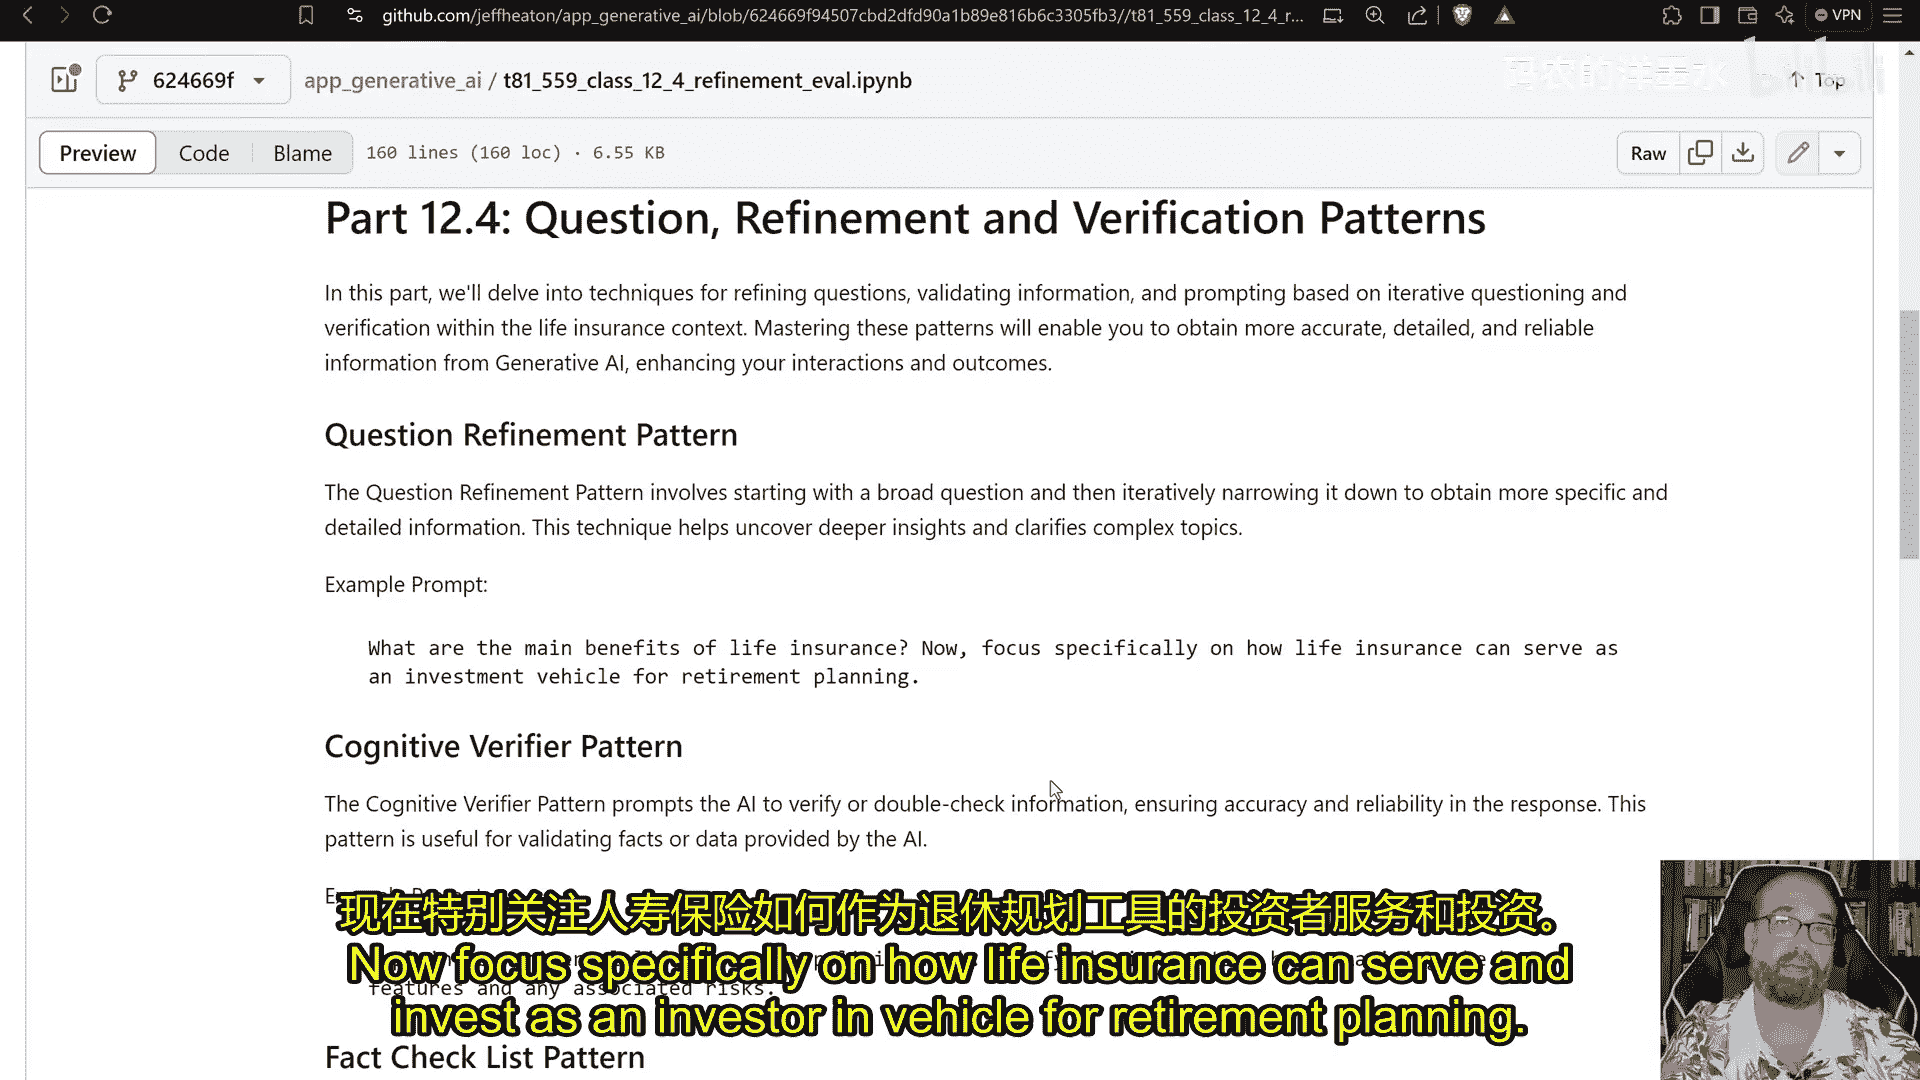 github.com/jeffheaton/app_generative_ai/blob/624669f94507cbd2dfd90a1b89e816b6c3305fb3//t81_559_class_12_4_r...
VPN
624669f
app_generative_ai / t81_559_class_12_4_refinement_eval.ipynb
码农的洋墨水
bilibili
↑ Top
Preview
Code
Blame
160 lines (160 loc) · 6.55 KB
Raw
Part 12.4: Question, Refinement and Verification Patterns
In this part, we'll delve into techniques for refining questions, validating information, and prompting based on iterative questioning and
verification within the life insurance context. Mastering these patterns will enable you to obtain more accurate, detailed, and reliable
information from Generative AI, enhancing your interactions and outcomes.
Question Refinement Pattern
The Question Refinement Pattern involves starting with a broad question and then iteratively narrowing it down to obtain more specific and
detailed information. This technique helps uncover deeper insights and clarifies complex topics.
Example Prompt:
What are the main benefits of life insurance? Now, focus specifically on how life insurance can serve as
an investment vehicle for retirement planning.
Cognitive Verifier Pattern
The Cognitive Verifier Pattern prompts the AI to verify or double-check information, ensuring accuracy and reliability in the response. This
pattern is useful for validating facts or data provided by the AI.
现在特别关注人寿保险如何作为退休规划工具的投资者服务和投资。
Now focus specifically on how life insurance can serve and
features and any associated risks.
invest as an investor in vehicle for retirement planning.
Fact Check List Pattern